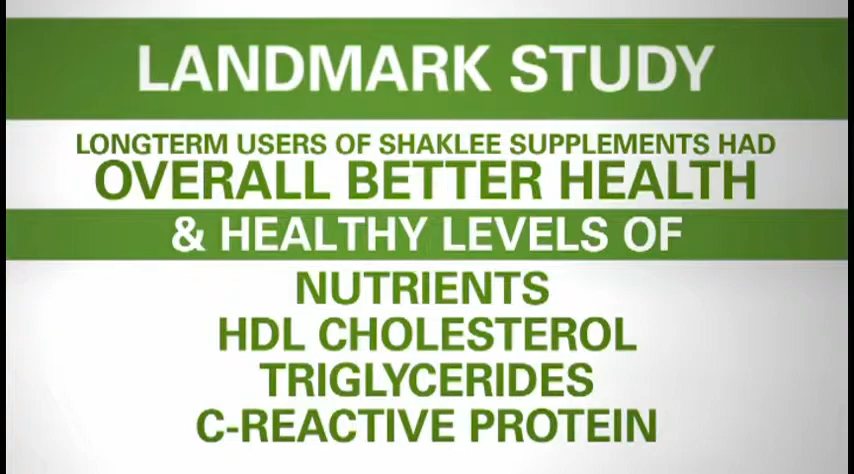 LANDMARK STUDY
LONGTERM USERS OF SHAKLEE SUPPLEMENTS HAD
OVERALL BETTER HEALTH
& HEALTHY LEVELS OF
NUTRIENTS
HDL CHOLESTEROL
TRIGLYCERIDES
C-REACTIVE PROTEIN